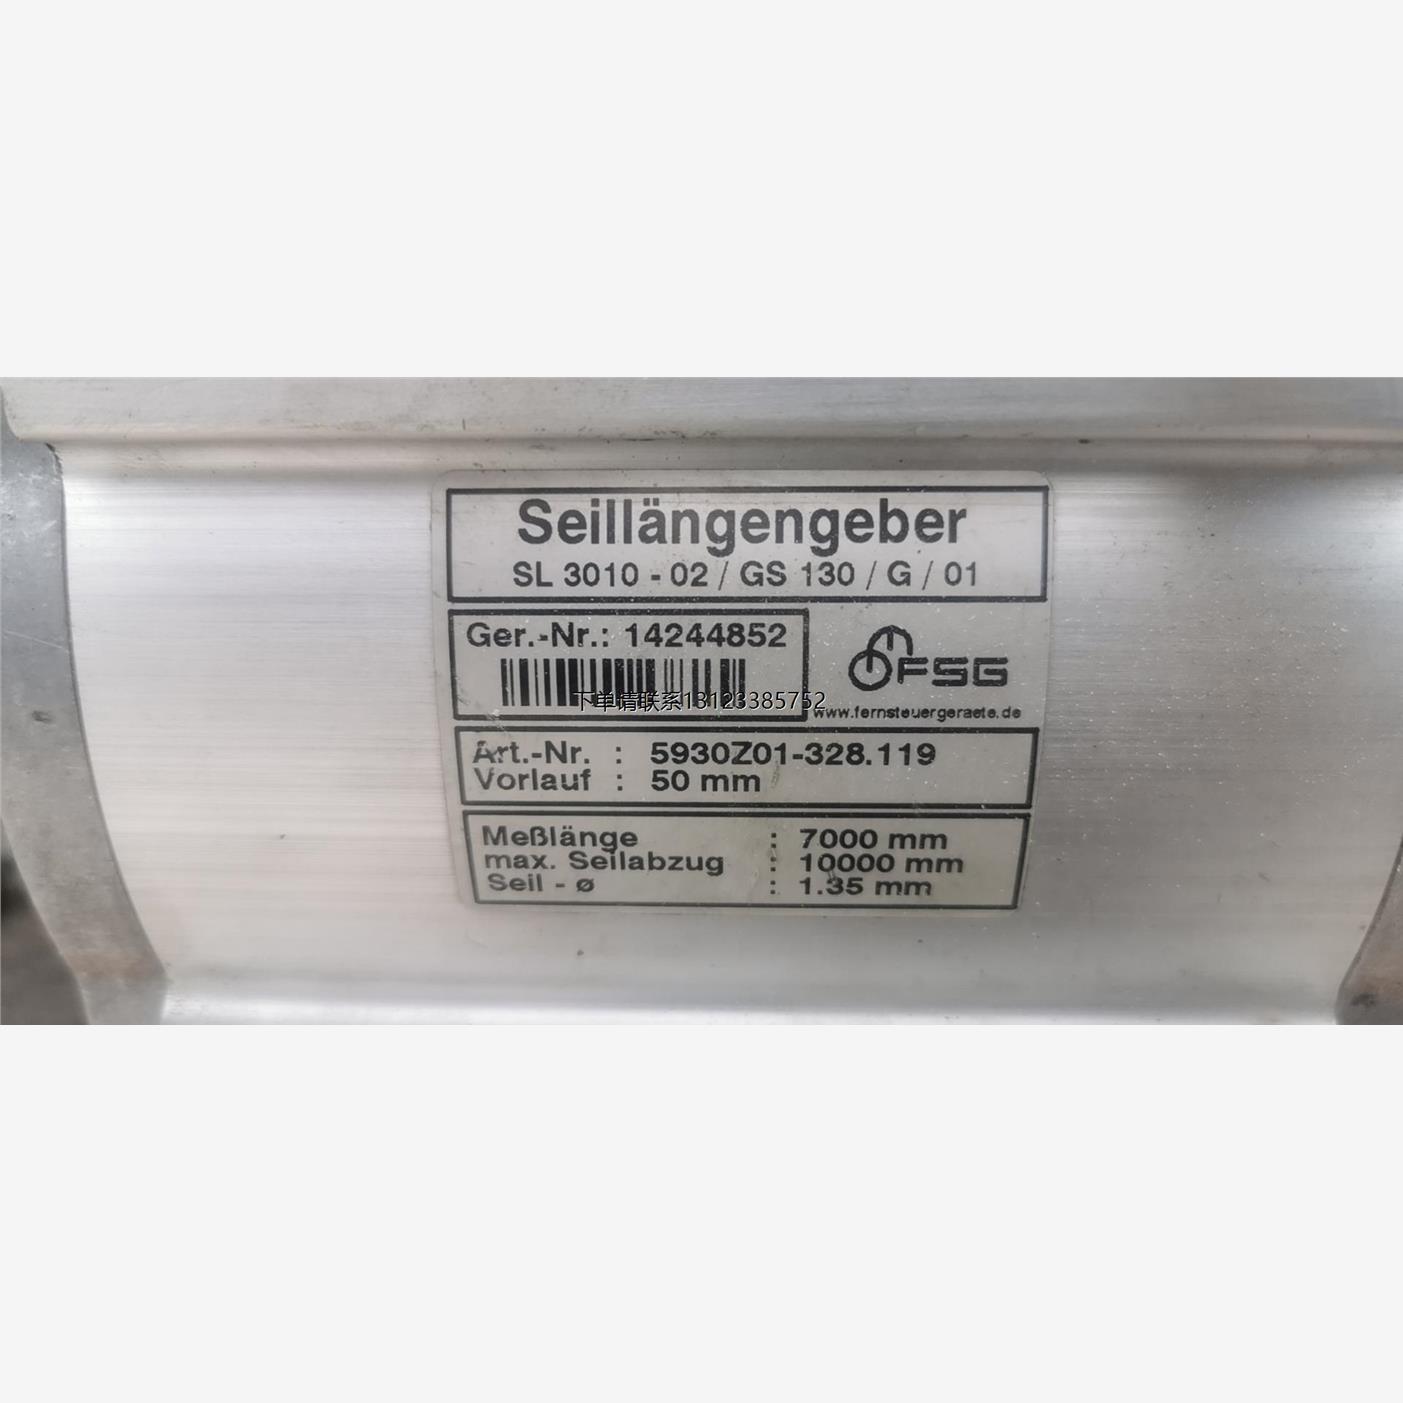 Seillängengeber
SL 3010 - 02 / GS 130 / G / 01
Ger.-Nr.: 14244852
FSG
下单请联系13123385752
www.fernsteuergeraete.de
Art.-Nr. : 5930Z01-328.119
Vorlauf : 50 mm
Meßlänge : 7000 mm
max. Seilabzug : 10000 mm
Seil - ø : 1.35 mm